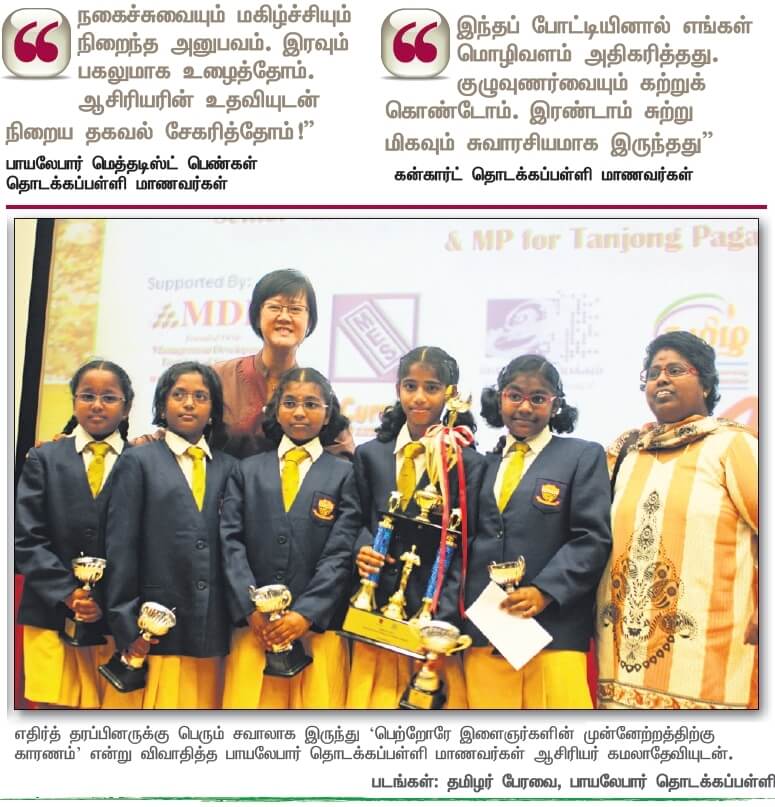 “நகைச்சுவையும் மகிழ்ச்சியும்
நிறைந்த அனுபவம். இரவும்
பகலுமாக உழைத்தோம்.
ஆசிரியரின் உதவியுடன்
நிறைய தகவல் சேகரித்தோம்!”
பாயலேபார் மெத்தடிஸ்ட் பெண்கள்
தொடக்கப்பள்ளி மாணவர்கள்
“இந்தப் போட்டியினால் எங்கள்
மொழிவளம் அதிகரித்தது.
குழுவுணர்வையும் கற்றுக்
கொண்டோம். இரண்டாம் சுற்று
மிகவும் சுவாரசியமாக இருந்தது”
கன்கார்ட் தொடக்கப்பள்ளி மாணவர்கள்
& MP for Tanjong Paga
Supported By:
MDI
தமிழ்
எதிர்த் தரப்பினருக்கு பெரும் சவாலாக இருந்து ‘பெற்றோரே இளைஞர்களின் முன்னேற்றத்திற்கு
காரணம்’ என்று விவாதித்த பாயலேபார் தொடக்கப்பள்ளி மாணவர்கள் ஆசிரியர் கமலாதேவியுடன்.
படங்கள்: தமிழர் பேரவை, பாயலேபார் தொடக்கப்பள்ளி